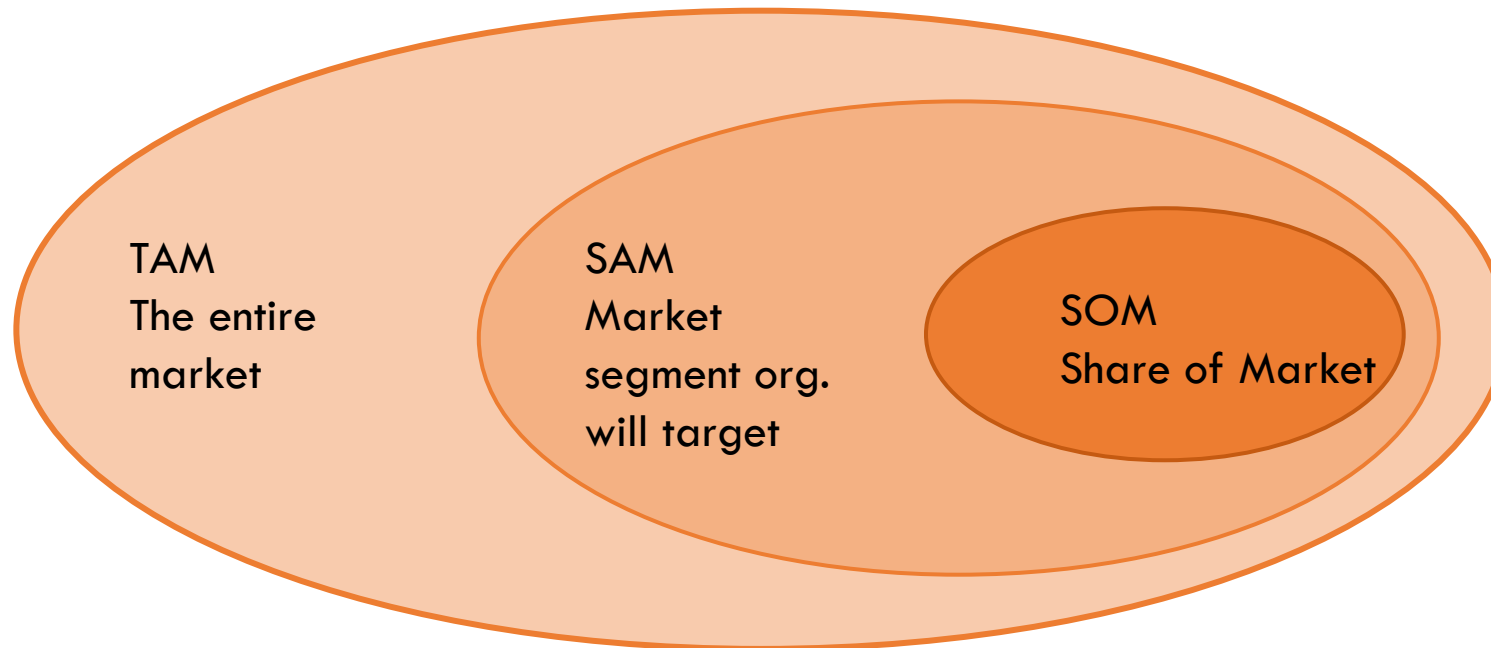 TAM
The entire
market
SAM
Market
segment org.
will target
SOM
Share of Market